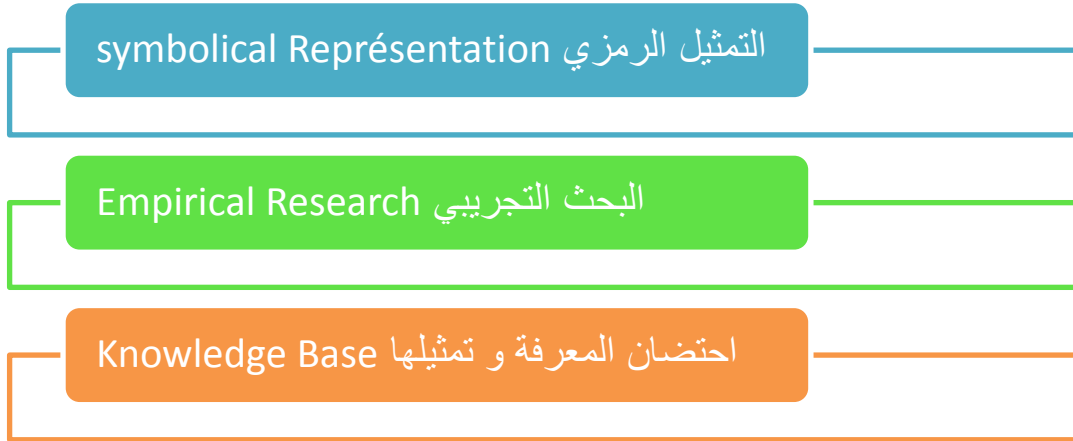 symbolical Représentation التمثيل الرمزي
Empirical Research البحث التجريبي
Knowledge Base احتضان المعرفة و تمثيلها